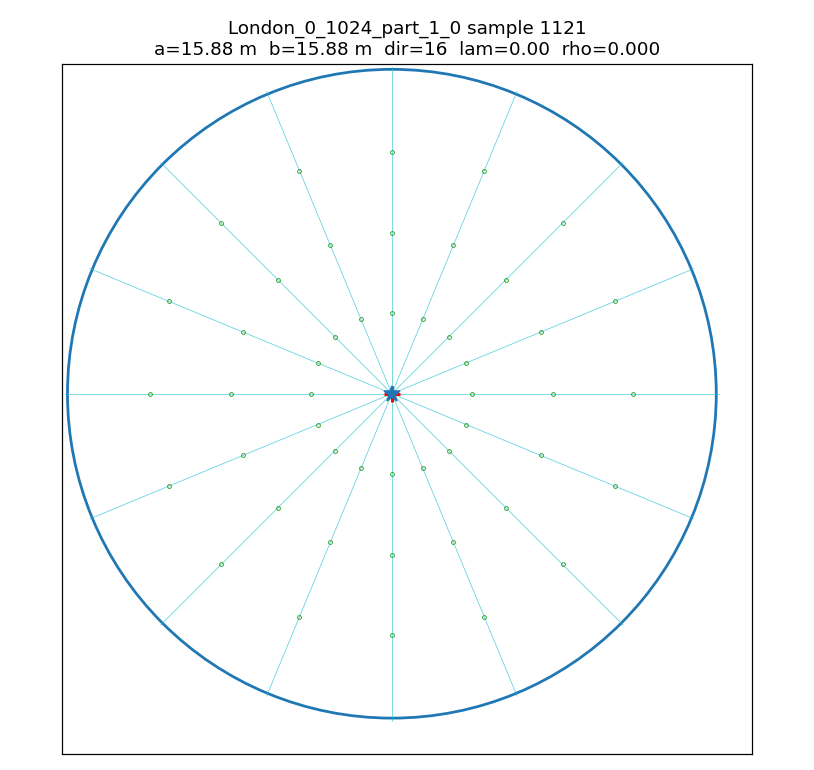 London_0_1024_part_1_0 sample 1121
a=15.88 m  b=15.88 m  dir=16  lam=0.00  rho=0.000